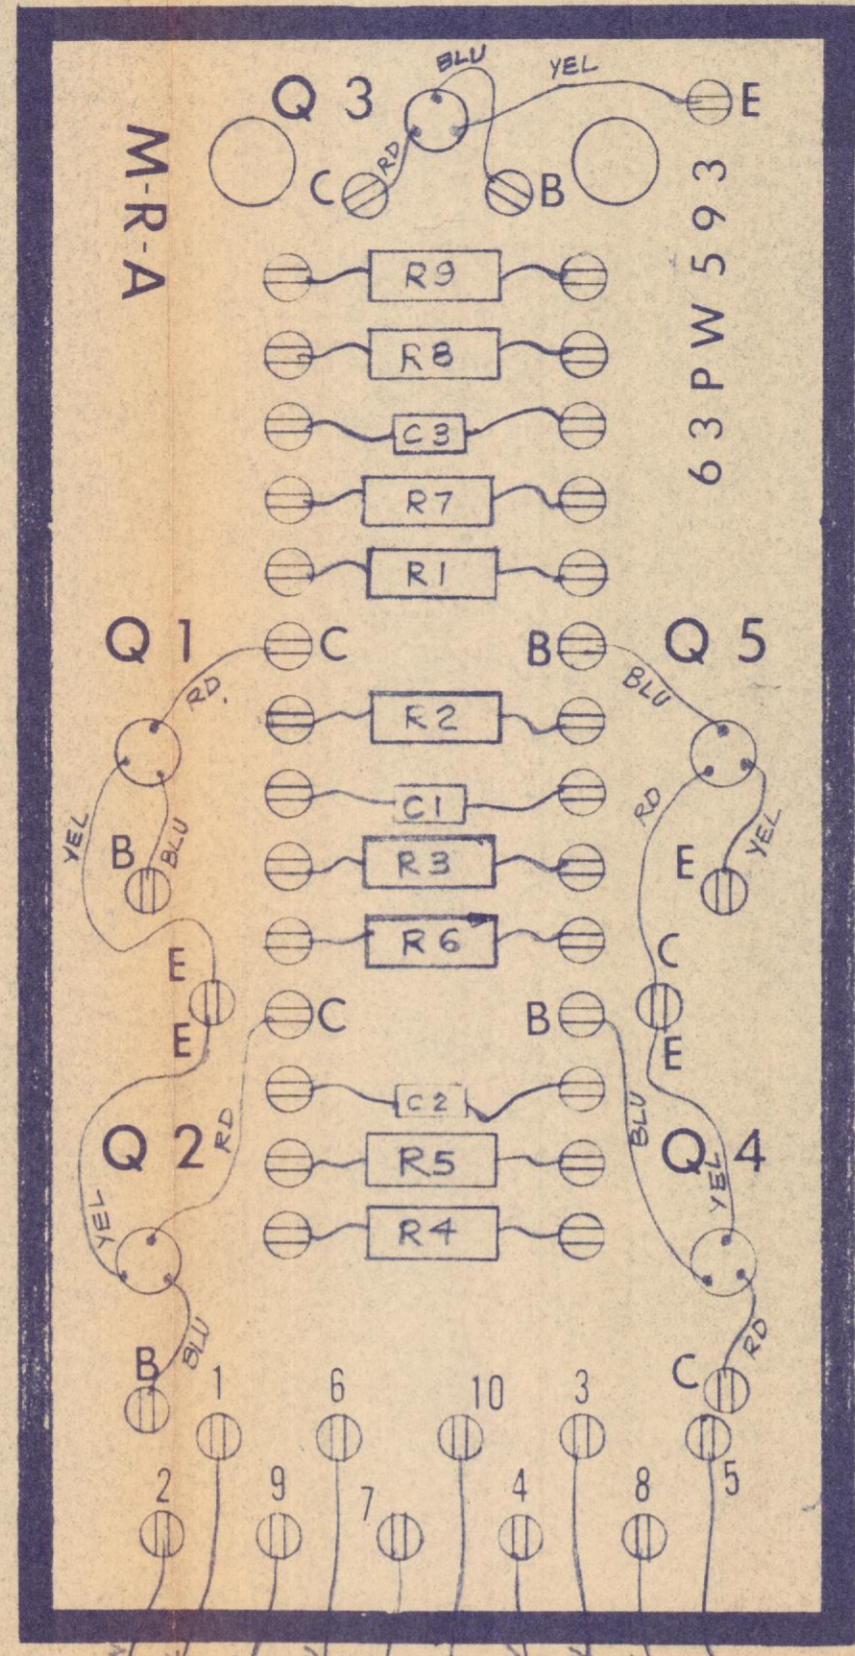 BLU
YEL
Q 3
E
RD
C
B
M-R-A
63PW593
R9
R8
C3
R7
R1
Q 1
C
B
Q 5
RD.
BLU
R2
C1
RD
YEL
YEL
B
BLU
R3
E
R6
E
C
E
C
B
E
C2
RD
BLU
Q 2
R5
Q 4
YEL
YEL
R4
BLU
RD
B
C
1
6
10
3
5
2
9
7
4
8